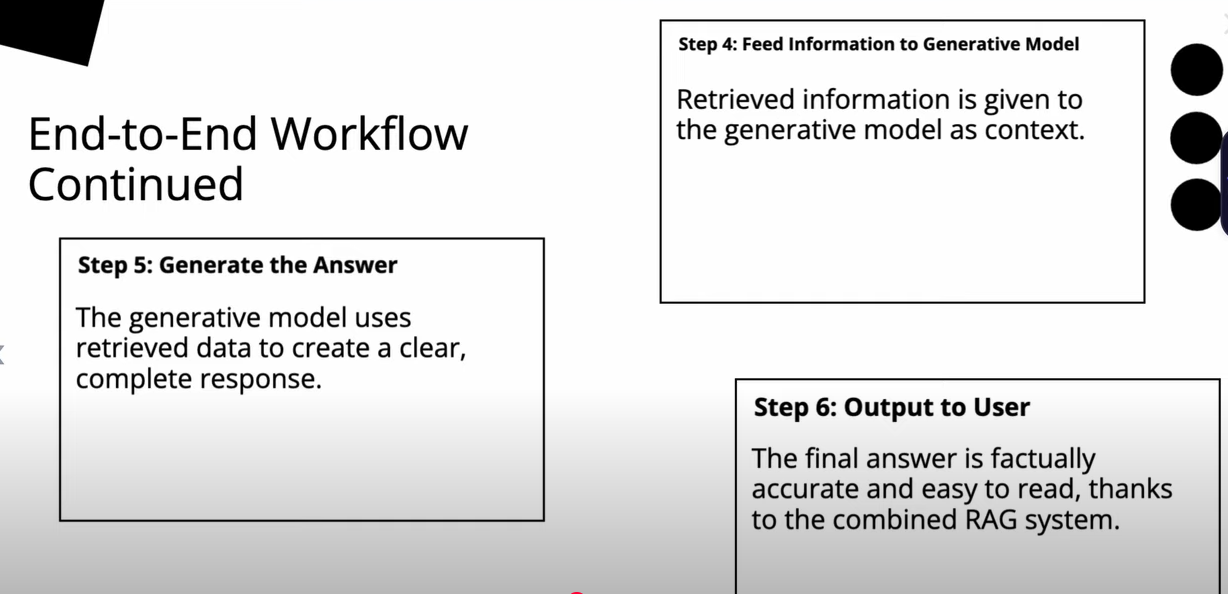 End-to-End Workflow
Continued
Step 4: Feed Information to Generative Model
Retrieved information is given to
the generative model as context.
Step 5: Generate the Answer
The generative model uses
retrieved data to create a clear,
complete response.
Step 6: Output to User
The final answer is factually
accurate and easy to read, thanks
to the combined RAG system.